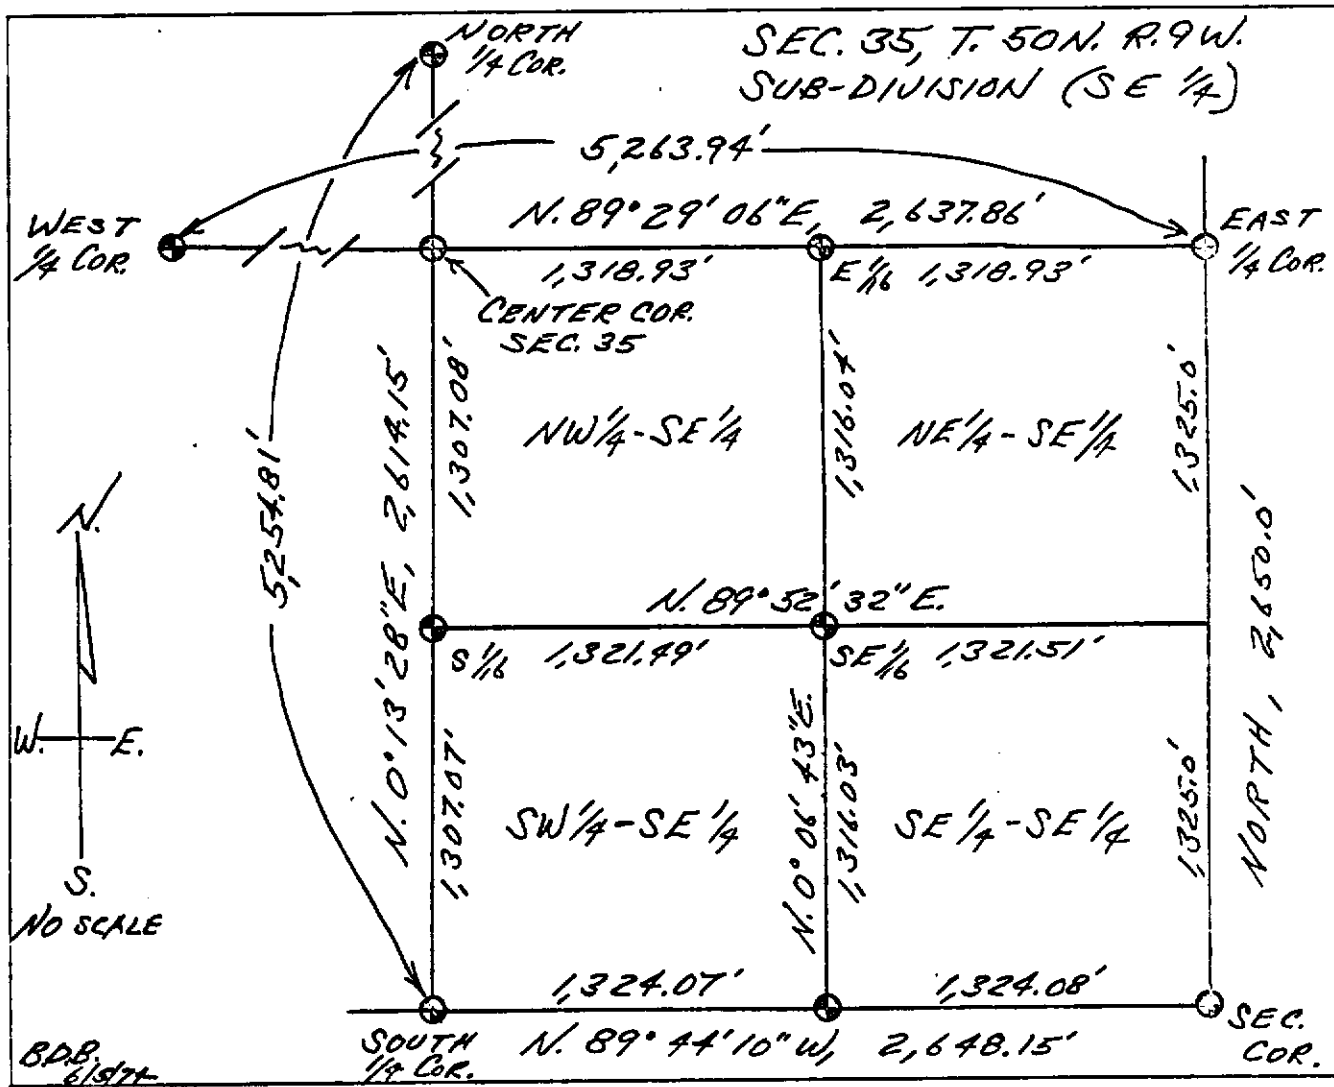 NORTH
1/4 COR.
SEC. 35, T. 50N. R. 9W.
SUB-DIVISION (SE 1/4)
5,263.94'
WEST
1/4 COR.
N. 89° 29' 06" E, 2,637.86'
EAST
1/4 COR.
1,318.93'
E 1/16
1,318.93'
CENTER COR.
SEC. 35
5,254.81'
N. 0° 13' 28" E, 2,614.15'
1,307.08'
NW 1/4 - SE 1/4
1,316.04'
NE 1/4 - SE 1/4
1,325.0'
NORTH, 2,650.0'
N.
W.
E.
S.
NO SCALE
N. 89° 52' 32" E.
S 1/16
1,321.49'
SE 1/16
1,321.51'
1,307.07'
SW 1/4 - SE 1/4
N. 0° 06' 43" E.
1,316.03'
SE 1/4 - SE 1/4
1,325.0'
1,324.07'
1,324.08'
SOUTH
1/4 COR.
N. 89° 44' 10" W, 2,648.15'
SEC.
COR.
B.D.B.
6/5/74